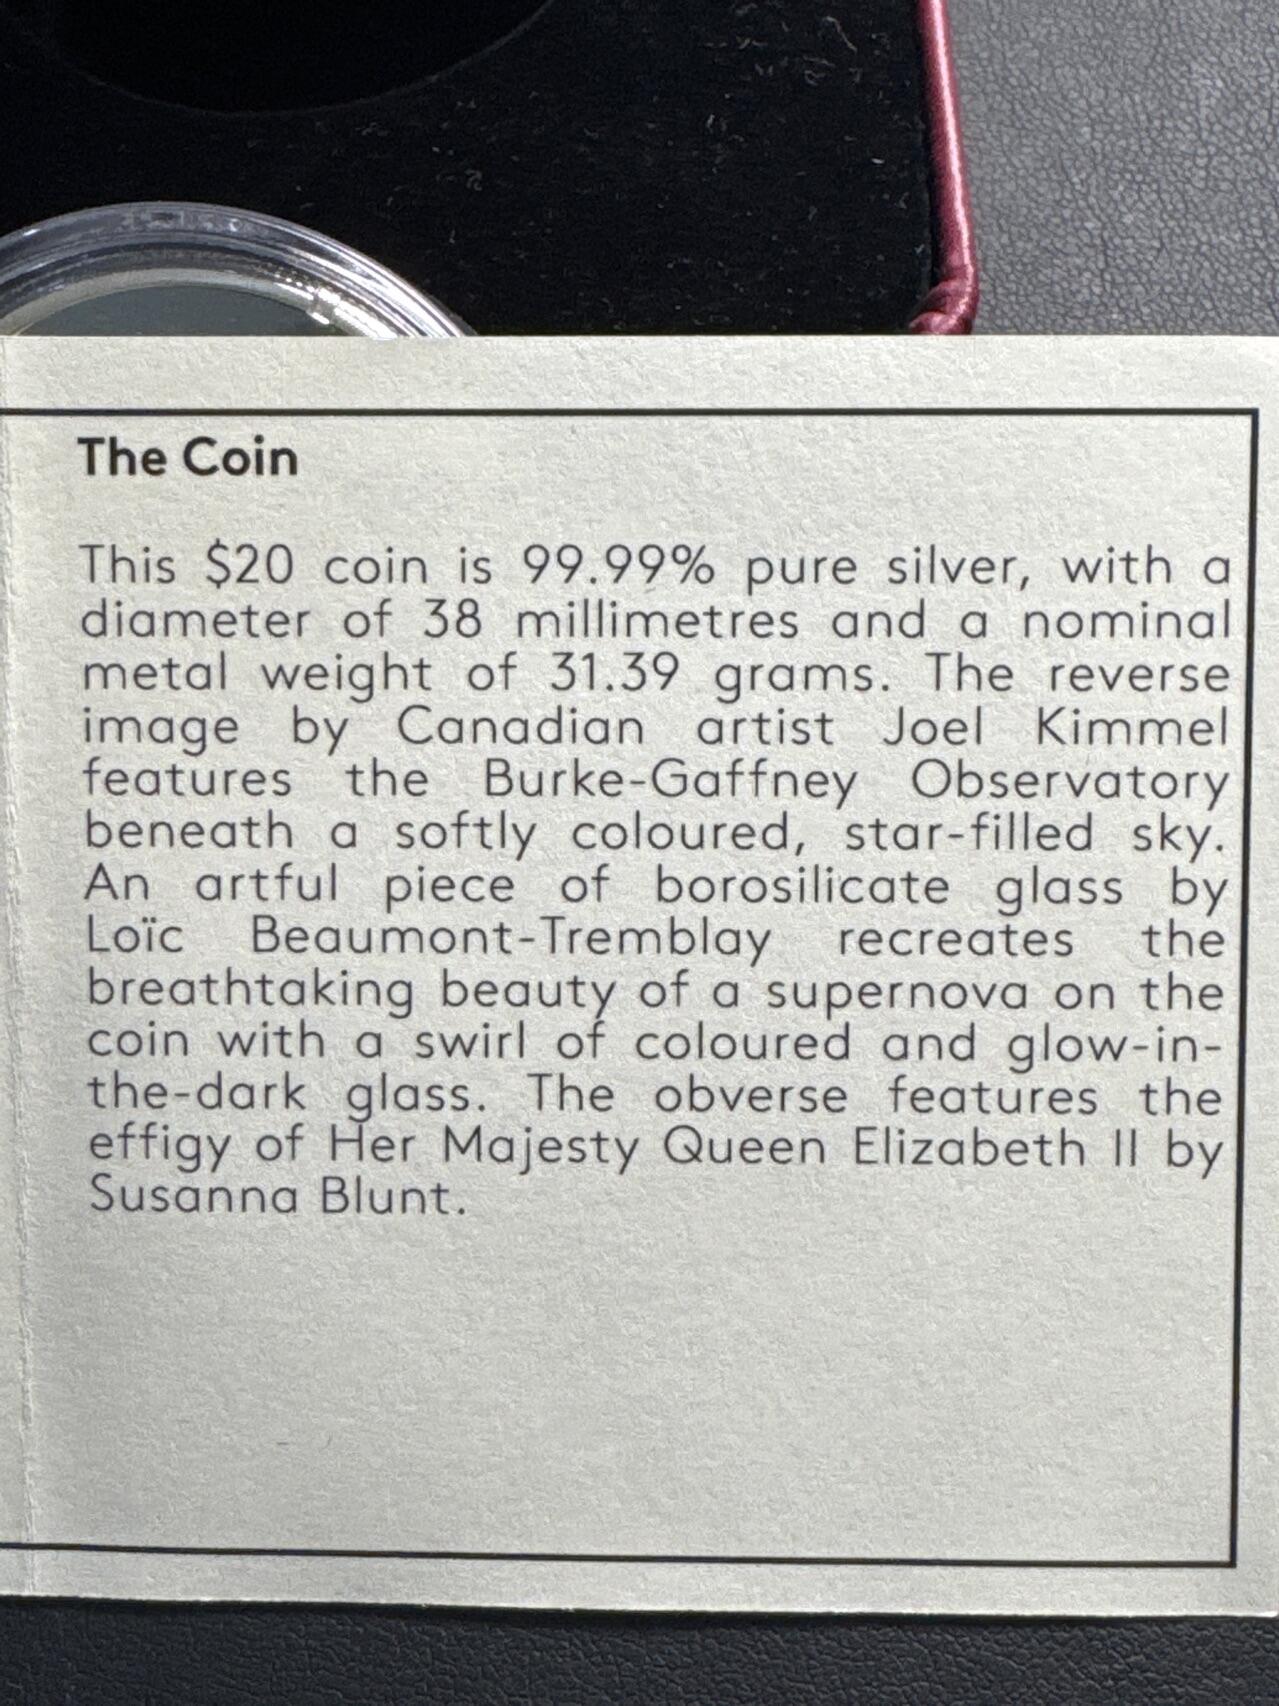 The Coin
This $20 coin is 99.99% pure silver, with a
diameter of 38 millimetres and a nominal
metal weight of 31.39 grams. The reverse
image by Canadian artist Joel Kimmel
features the Burke-Gaffney Observatory
beneath a softly coloured, star-filled sky.
An artful piece of borosilicate glass by
Loïc Beaumont-Tremblay recreates the
breathtaking beauty of a supernova on the
coin with a swirl of coloured and glow-in-
the-dark glass. The obverse features the
effigy of Her Majesty Queen Elizabeth II by
Susanna Blunt.